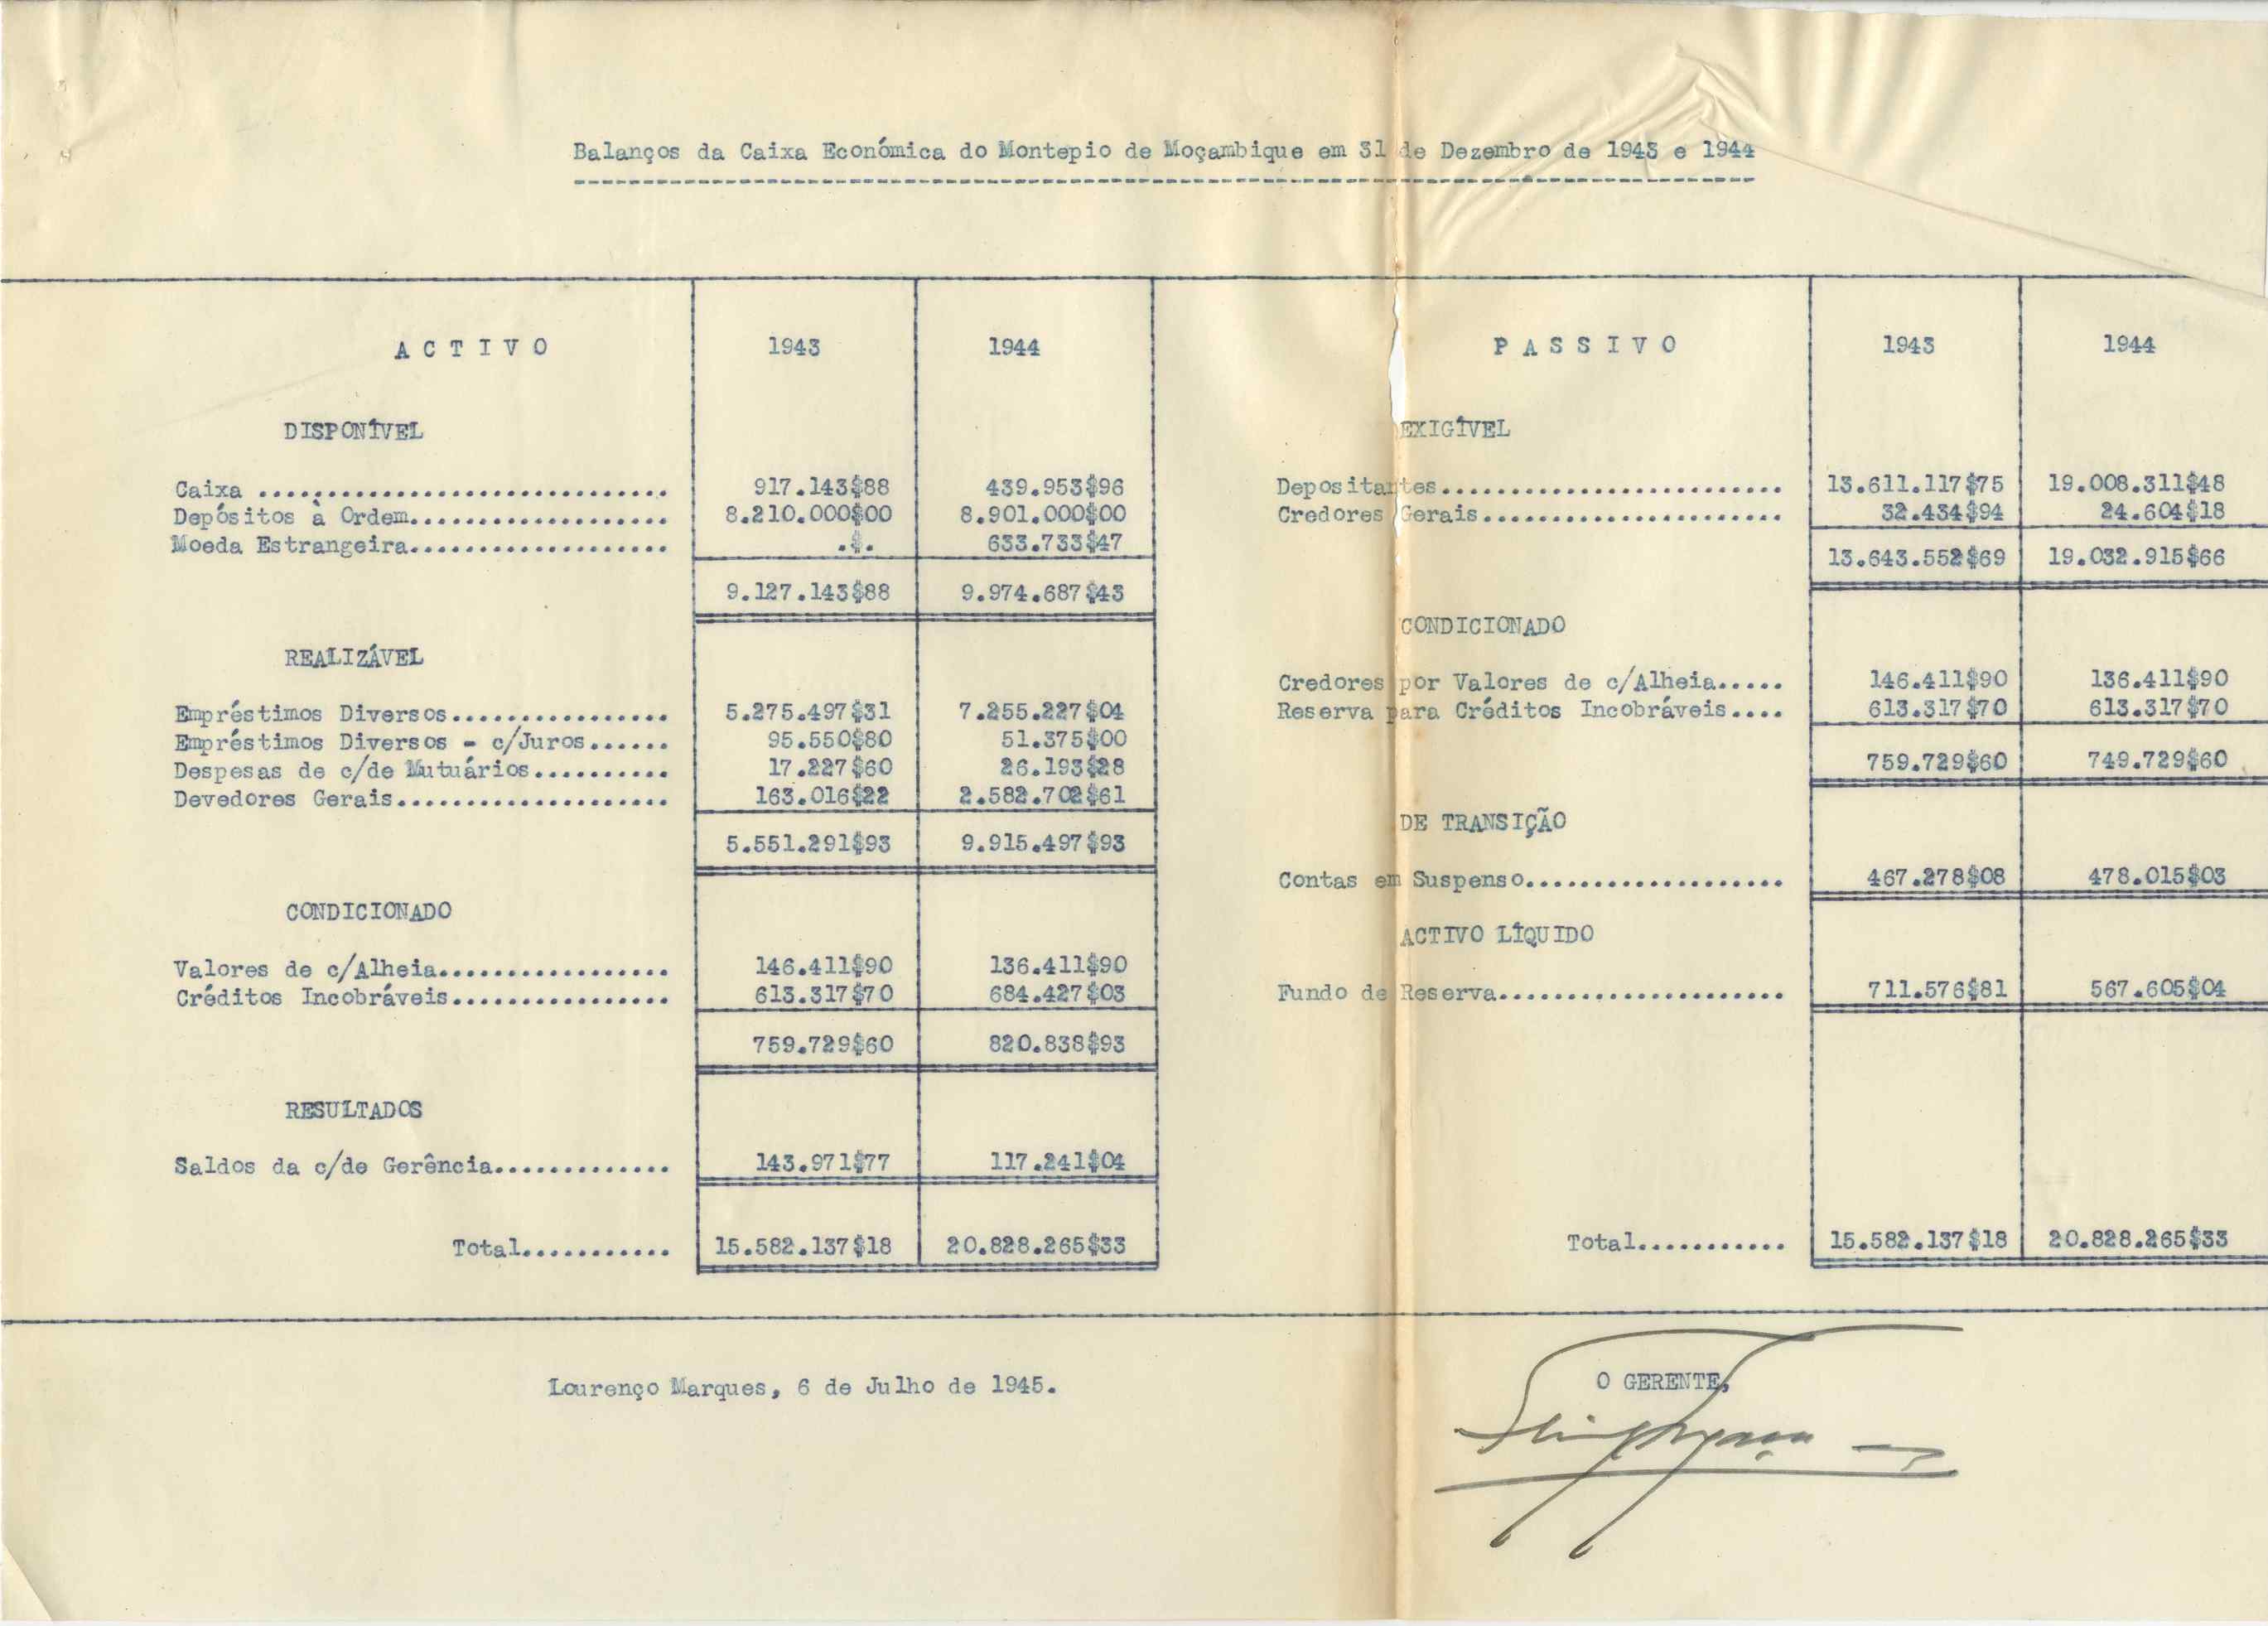 Balanços da Caixa Económica do Montepio de Moçambique em 31 de Dezembro de 1943 e 1944
A C T I V O 1943 1944
DISPONÍVEL
Caixa .............................. 917.143$88 439.953$96
Depósitos à Ordem................... 8.210.000$00 8.901.000$00
Moeda Estrangeira................... .$. 633.733$47
9.127.143$88 9.974.687$43
REALIZÁVEL
Empréstimos Diversos................ 5.275.497$31 7.255.227$04
Empréstimos Diversos - c/Juros...... 95.550$80 51.375$00
Despesas de c/de Mutuários.......... 17.227$60 26.193$28
Devedores Gerais.................... 163.016$22 2.582.702$61
5.551.291$93 9.915.497$93
CONDICIONADO
Valores de c/Alheia................. 146.411$90 136.411$90
Créditos Incobráveis................ 613.317$70 684.427$03
759.729$60 820.838$93
RESULTADOS
Saldos da c/de Gerência............. 143.971$77 117.241$04
Total........... 15.582.137$18 20.828.265$33
P A S S I V O 1943 1944
EXIGÍVEL
Depositantes......................... 13.611.117$75 19.008.311$48
Credores Gerais...................... 32.434$94 24.604$18
13.643.552$69 19.032.915$66
CONDICIONADO
Credores por Valores de c/Alheia..... 146.411$90 136.411$90
Reserva para Créditos Incobráveis.... 613.317$70 613.317$70
759.729$60 749.729$60
DE TRANSIÇÃO
Contas em Suspenso................... 467.278$08 478.015$03
ACTIVO LÍQUIDO
Fundo de Reserva..................... 711.576$81 567.605$04
Total........... 15.582.137$18 20.828.265$33
Lourenço Marques, 6 de Julho de 1945.
O GERENTE,